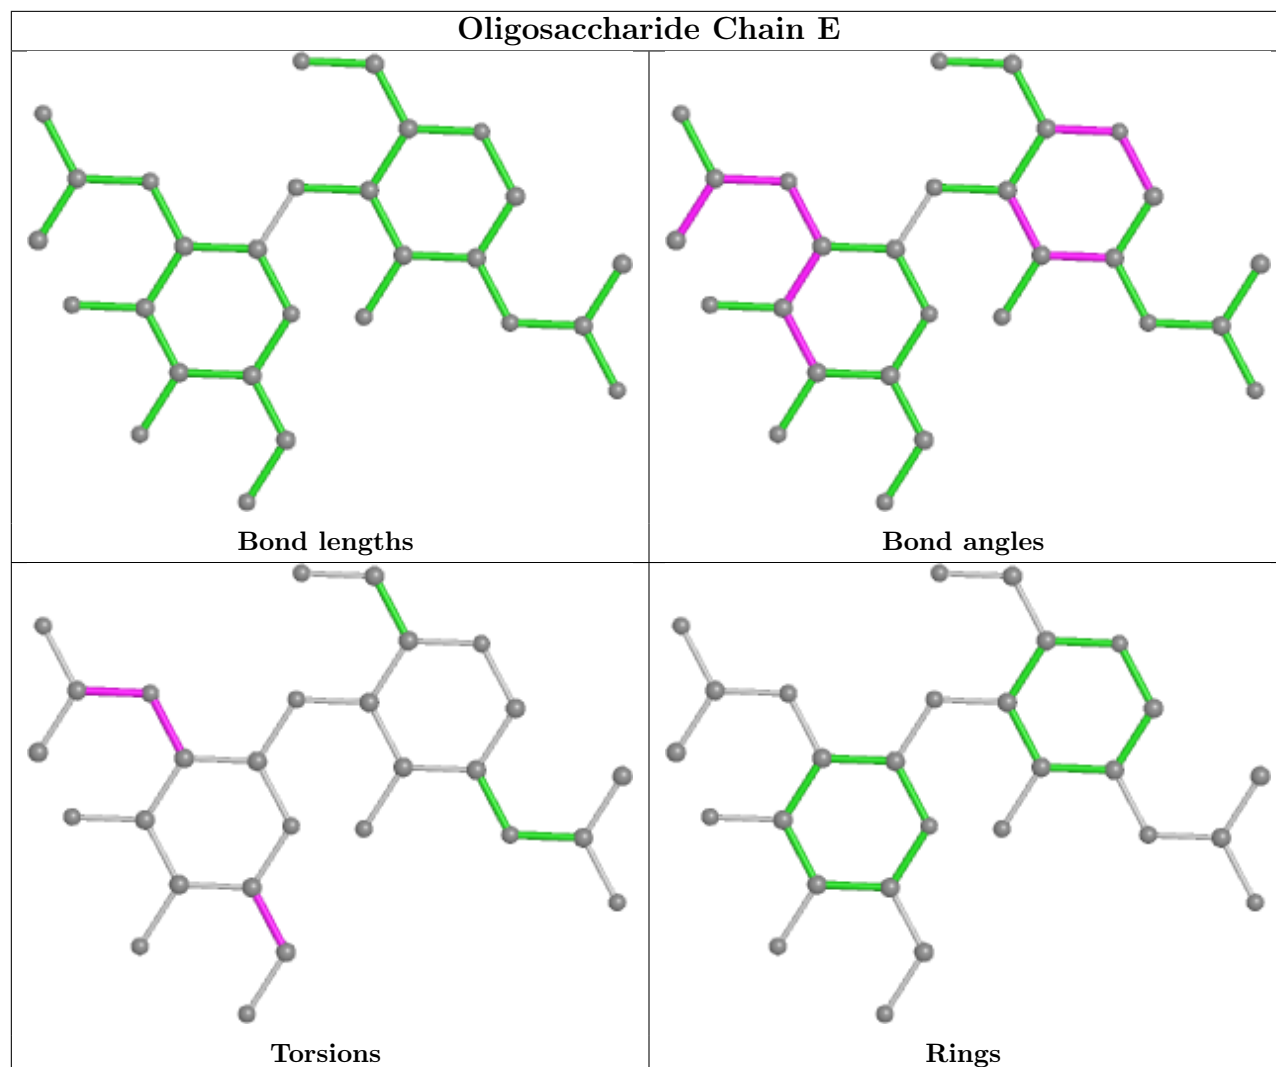 Oligosaccharide Chain E
Bond lengths
Bond angles
Torsions
Rings